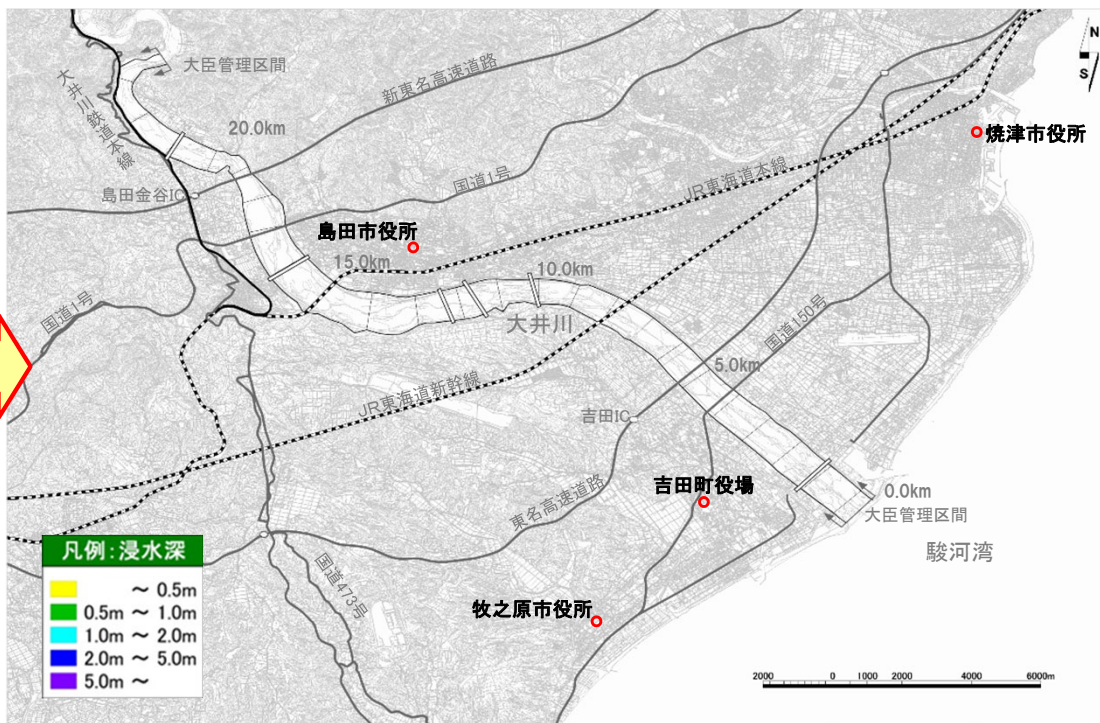 N
S
大臣管理区間
大井川鉄道本線
新東名高速道路
20.0km
島田金谷IC
国道1号
JR東海道本線
焼津市役所
島田市役所
15.0km
10.0km
大井川
国道1号
国道150号
5.0km
JR東海道新幹線
吉田IC
吉田町役場
0.0km
大臣管理区間
東名高速道路
駿河湾
国道473号
牧之原市役所
凡例：浸水深
～ 0.5m
0.5m ～ 1.0m
1.0m ～ 2.0m
2.0m ～ 5.0m
5.0m ～
2000 0 1000 2000 4000 6000m